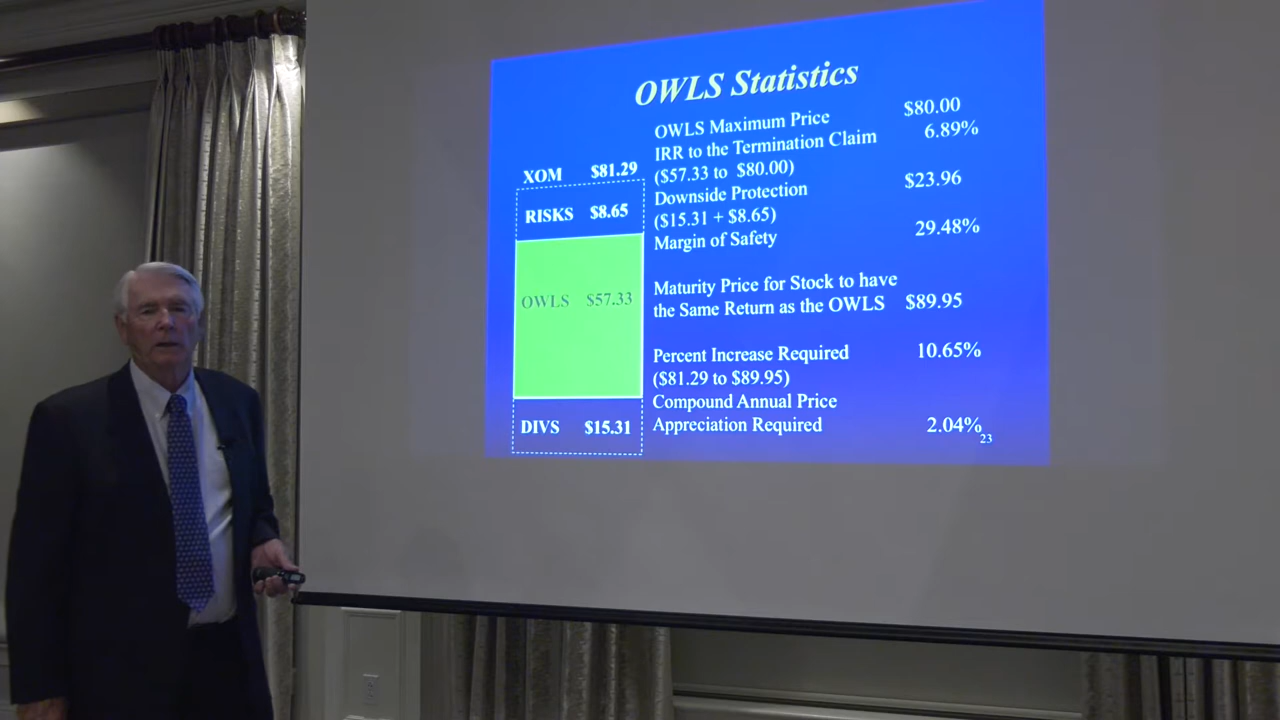 OWLS Statistics
XOM $81.29
RISKS $8.65
OWLS $57.33
DIVS $15.31
OWLS Maximum Price $80.00
IRR to the Termination Claim 6.89%
($57.33 to $80.00)
Downside Protection $23.96
($15.31 + $8.65)
Margin of Safety 29.48%
Maturity Price for Stock to have
the Same Return as the OWLS $89.95
Percent Increase Required 10.65%
($81.29 to $89.95)
Compound Annual Price
Appreciation Required 2.04%
23